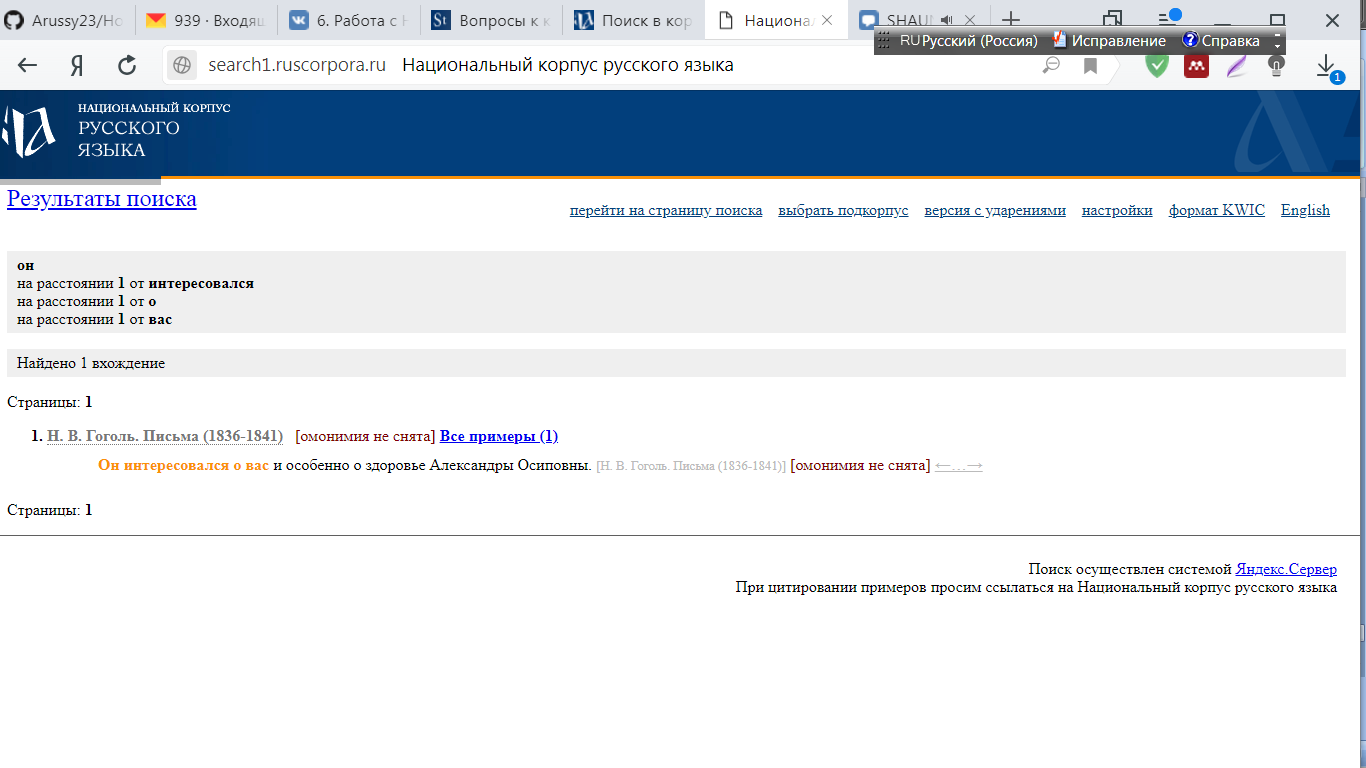 Arussy23/Ho
939 · Входящ
6. Работа с Н
Вопросы к к
Поиск в кор
Национал
SHAUN
RU Русский (Россия) Исправление Справка
search1.ruscorpora.ru Национальный корпус русского языка
1
НАЦИОНАЛЬНЫЙ КОРПУС
РУССКОГО
ЯЗЫКА
Результаты поиска
перейти на страницу поиска выбрать подкорпус версия с ударениями настройки формат KWIC English
он
на расстоянии 1 от интересовался
на расстоянии 1 от о
на расстоянии 1 от вас
Найдено 1 вхождение
Страницы: 1
1. Н. В. Гоголь. Письма (1836-1841) [омонимия не снята] Все примеры (1)
Он интересовался о вас и особенно о здоровье Александры Осиповны. [Н. В. Гоголь. Письма (1836-1841)] [омонимия не снята] ←…→
Страницы: 1
Поиск осуществлен системой Яндекс.Сервер
При цитировании примеров просим ссылаться на Национальный корпус русского языка